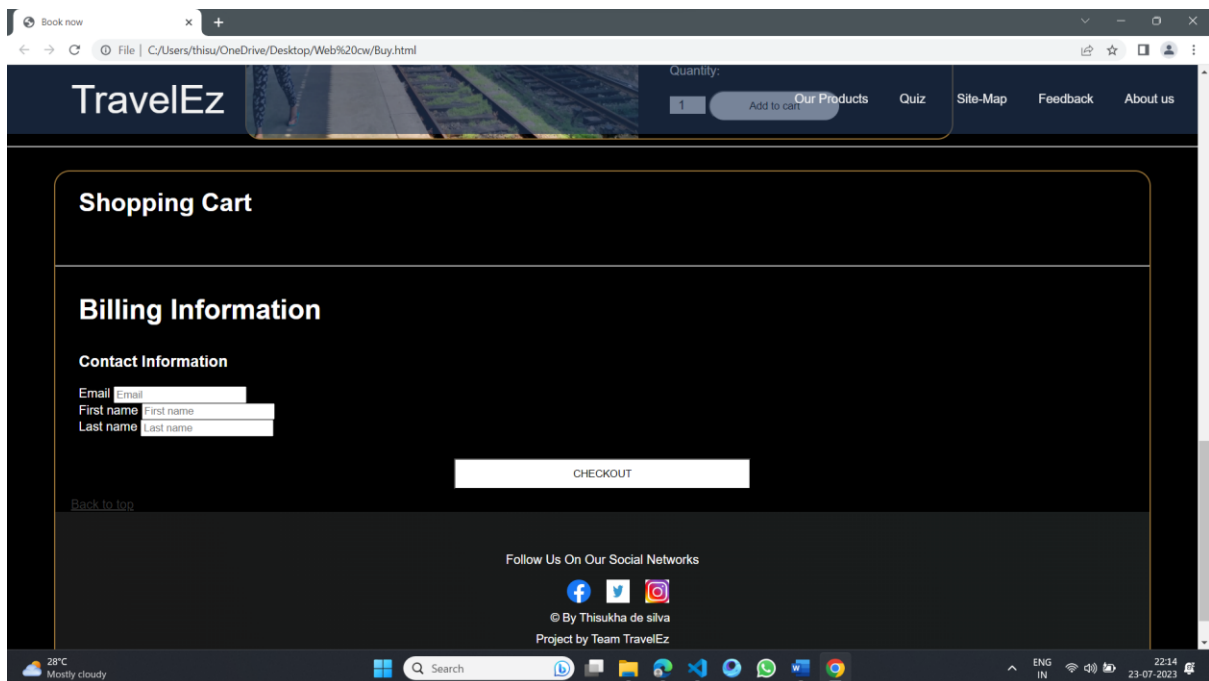 Book now
File | C:/Users/thisu/OneDrive/Desktop/Web%20cw/Buy.html
Quantity:
TravelEz
1 Add to cart
Our Products Quiz Site-Map Feedback About us
Shopping Cart
Billing Information
Contact Information
Email Email
First name First name
Last name Last name
CHECKOUT
Back to top
Follow Us On Our Social Networks
© By Thisukha de silva
Project by Team TravelEz
28°C
Mostly cloudy
Search
ENG
IN
22:14
23-07-2023